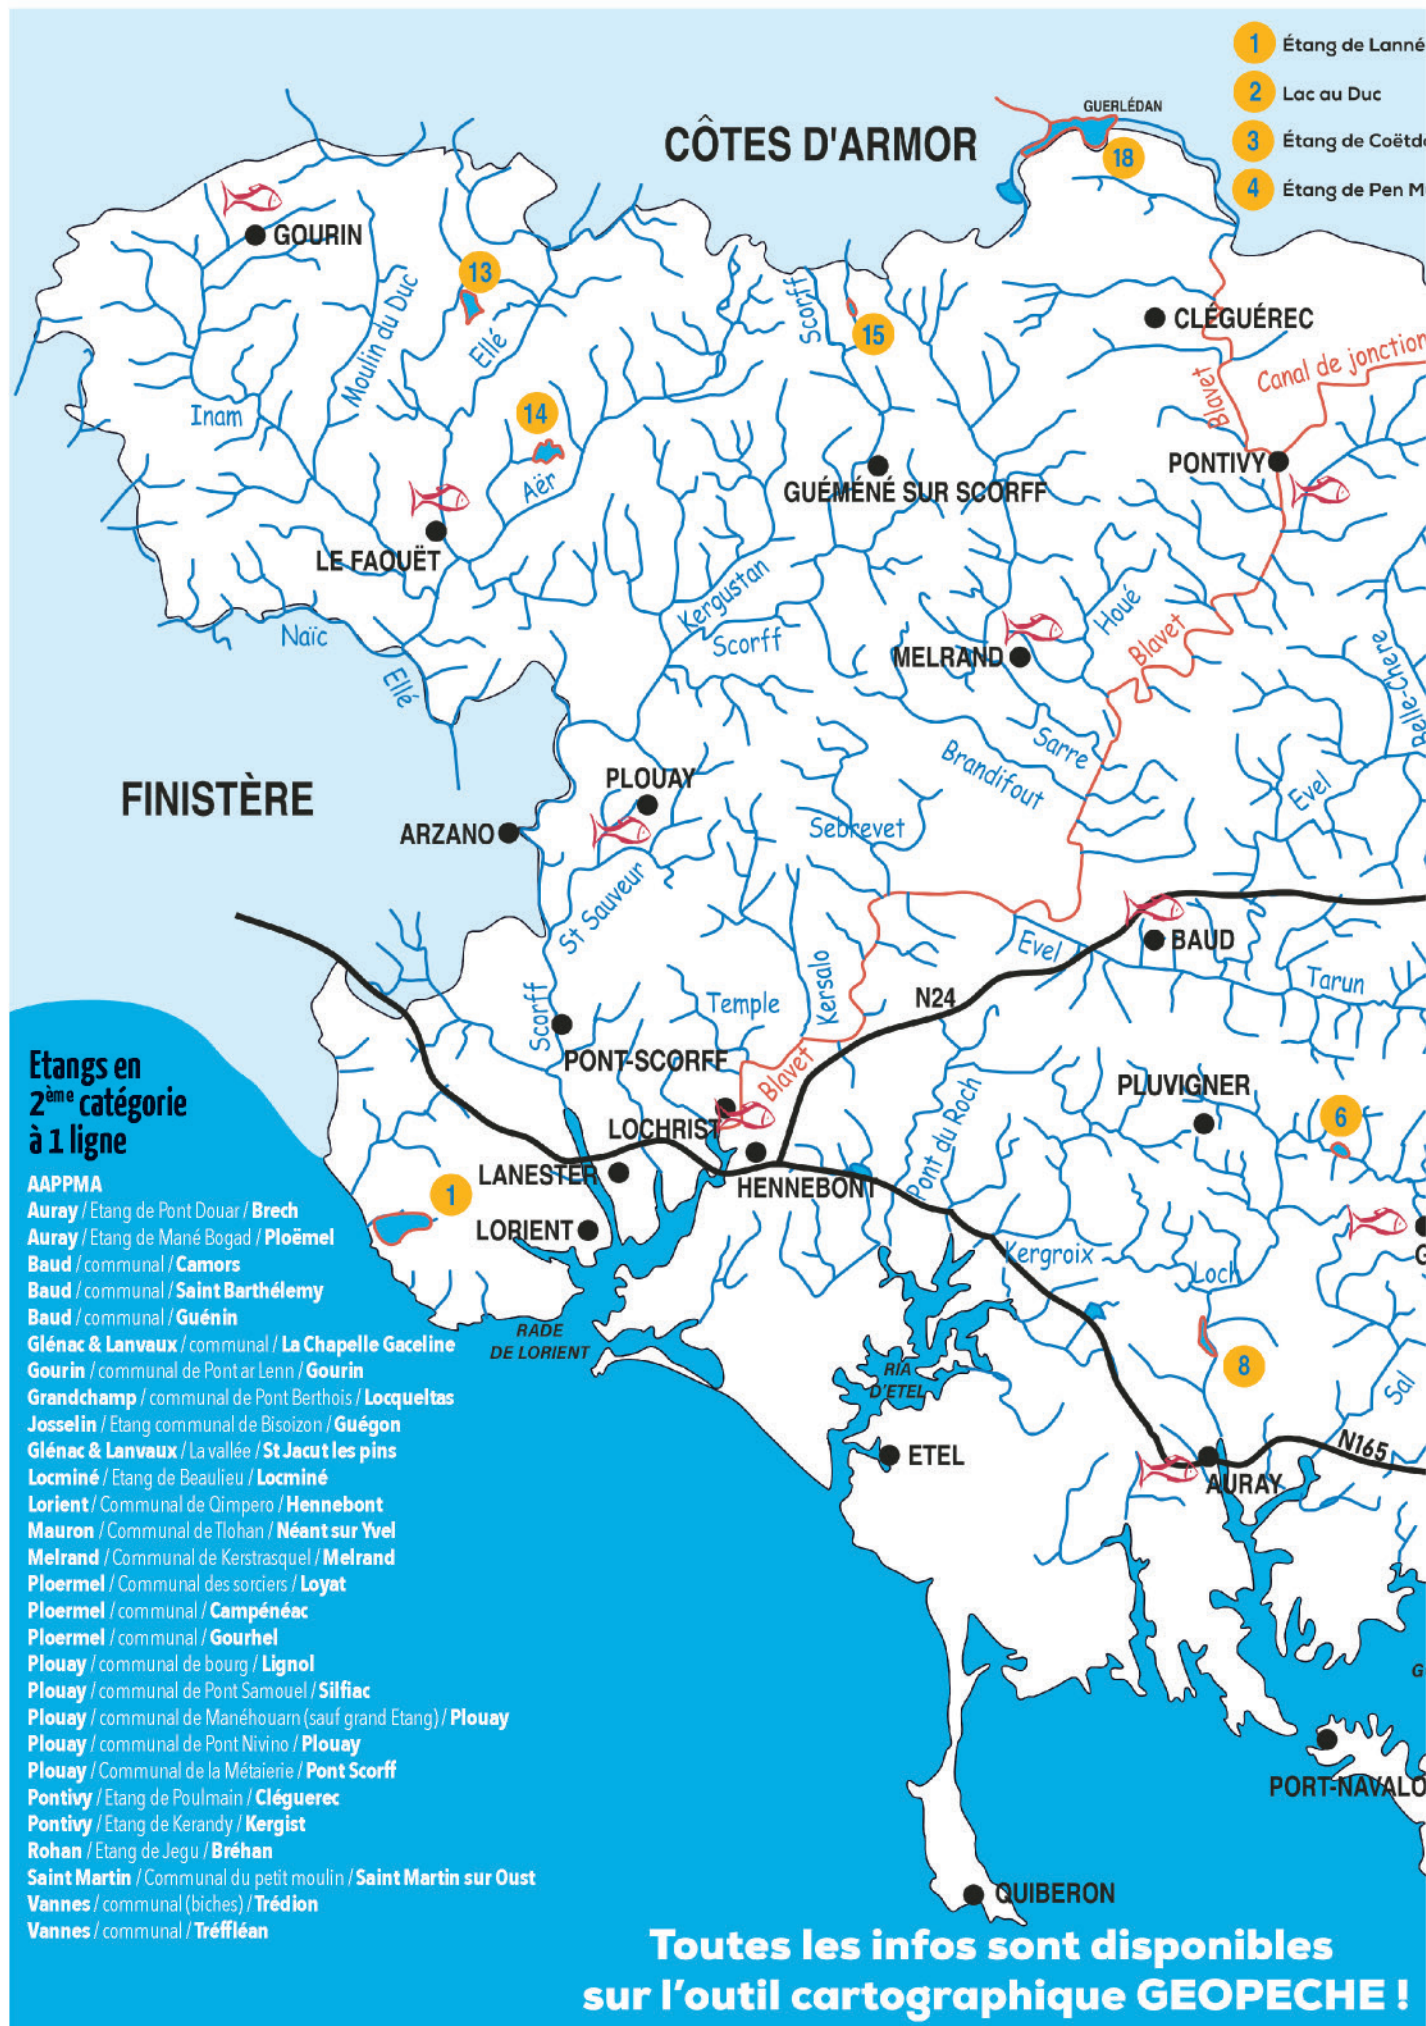 1 Étang de Lanné
2 Lac au Duc
3 Étang de Coëtd
4 Étang de Pen M
GUERLÉDAN
CÔTES D'ARMOR
18
GOURIN
13
Moulin du Duc
Ellé
Scorff
15
CLÉGUÉREC
Blavet
Canal de jonction
Inam
14
Aër
PONTIVY
GUÉMÉNÉ SUR SCORFF
LE FAOUËT
Kergustan
Scorff
Houé
Blavet
Naïc
Ellé
MELRAND
Belle-Chere
Sarre
Brandifout
Evel
FINISTÈRE
PLOUAY
ARZANO
Sebrevet
St Sauveur
Evel
BAUD
Kersalo
Tarun
Temple
N24
Scorff
PONT-SCORFF
Blavet
LOCHRIST
PLUVIGNER
6
Pont du Roch
LANESTER
HENNEBONT
1
LORIENT
Kergroix
Loch
G
RADE
DE LORIENT
8
RIA
D'ETEL
Sal
N165
ETEL
AURAY
G
PORT-NAVALO
QUIBERON
Etangs en
2ème catégorie
à 1 ligne
AAPPMA
Auray / Etang de Pont Douar / Brech
Auray / Etang de Mané Bogad / Ploëmel
Baud / communal / Camors
Baud / communal / Saint Barthélemy
Baud / communal / Guénin
Glénac & Lanvaux / communal / La Chapelle Gaceline
Gourin / communal de Pont ar Lenn / Gourin
Grandchamp / communal de Pont Berthois / Locqueltas
Josselin / Etang communal de Bisoizon / Guégon
Glénac & Lanvaux / La vallée / St Jacut les pins
Locminé / Etang de Beaulieu / Locminé
Lorient / Communal de Qimpero / Hennebont
Mauron / Communal de Tlohan / Néant sur Yvel
Melrand / Communal de Kerstrasquel / Melrand
Ploermel / Communal des sorciers / Loyat
Ploermel / communal / Campénéac
Ploermel / communal / Gourhel
Plouay / communal de bourg / Lignol
Plouay / communal de Pont Samouel / Silfiac
Plouay / communal de Manéhouarn (sauf grand Etang) / Plouay
Plouay / communal de Pont Nivino / Plouay
Plouay / Communal de la Métaierie / Pont Scorff
Pontivy / Etang de Poulmain / Cléguerec
Pontivy / Etang de Kerandy / Kergist
Rohan / Etang de Jegu / Bréhan
Saint Martin / Communal du petit moulin / Saint Martin sur Oust
Vannes / communal (biches) / Trédion
Vannes / communal / Tréffléan
Toutes les infos sont disponibles
sur l'outil cartographique GEOPECHE !